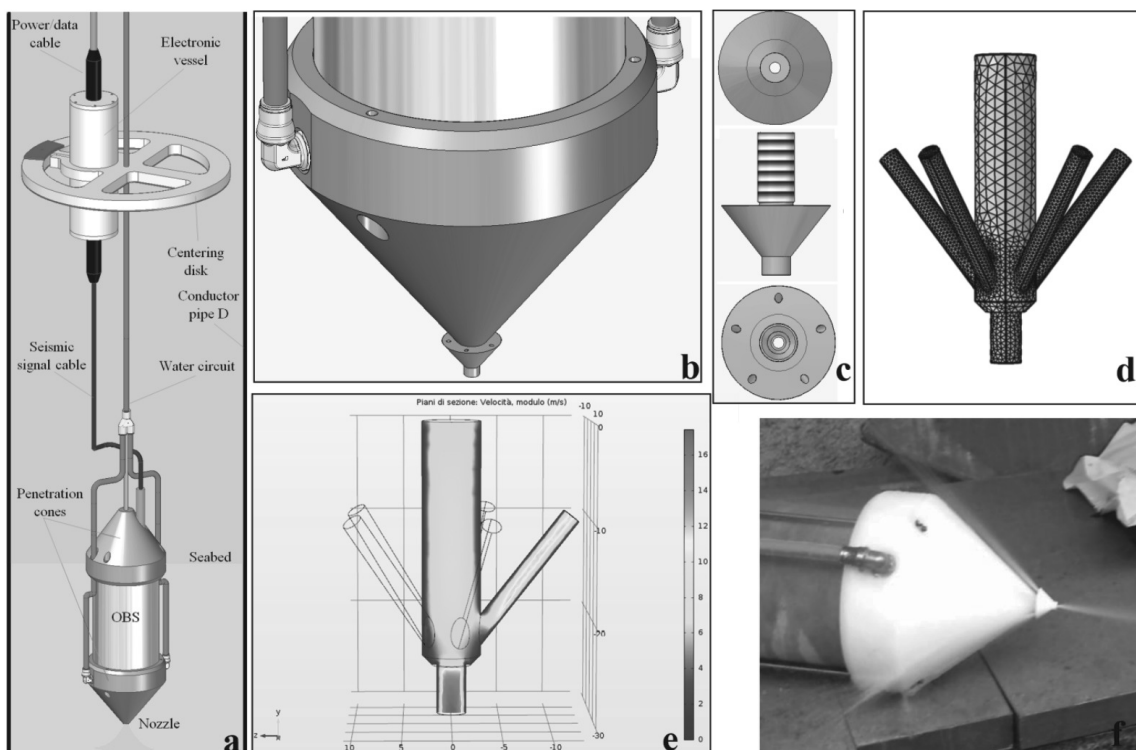 Power/data
cable
Electronic
vessel
Centering
disk
Conductor
pipe D
Seismic
signal cable
Water circuit
Penetration
cones
Seabed
OBS
Nozzle
a
b
c
d
Piani di sezione: Velocità, modulo (m/s)
-10
10
0
-10
-20
-30
10
5
0
-5
-10
y
z
x
16
14
12
10
8
6
4
2
0
e
f